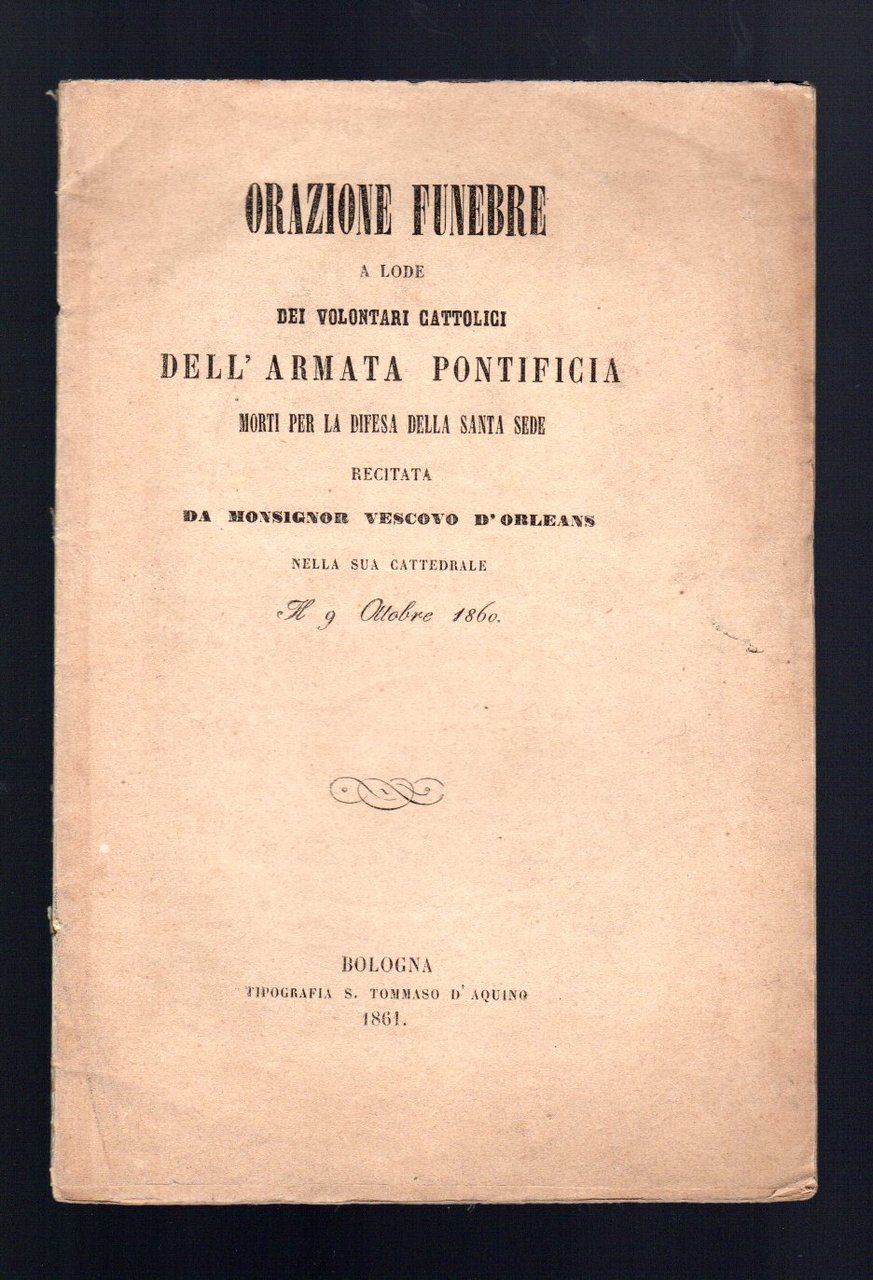 ORAZIONE FUNEBRE
A LODE
DEI VOLONTARI CATTOLICI
DELL' ARMATA PONTIFICIA
MORTI PER LA DIFESA DELLA SANTA SEDE
RECITATA
DA MONSIGNOR VESCOVO D' ORLEANS
NELLA SUA CATTEDRALE
Il 9 Ottobre 1860.
BOLOGNA
TIPOGRAFIA S. TOMMASO D' AQUINO
1861.